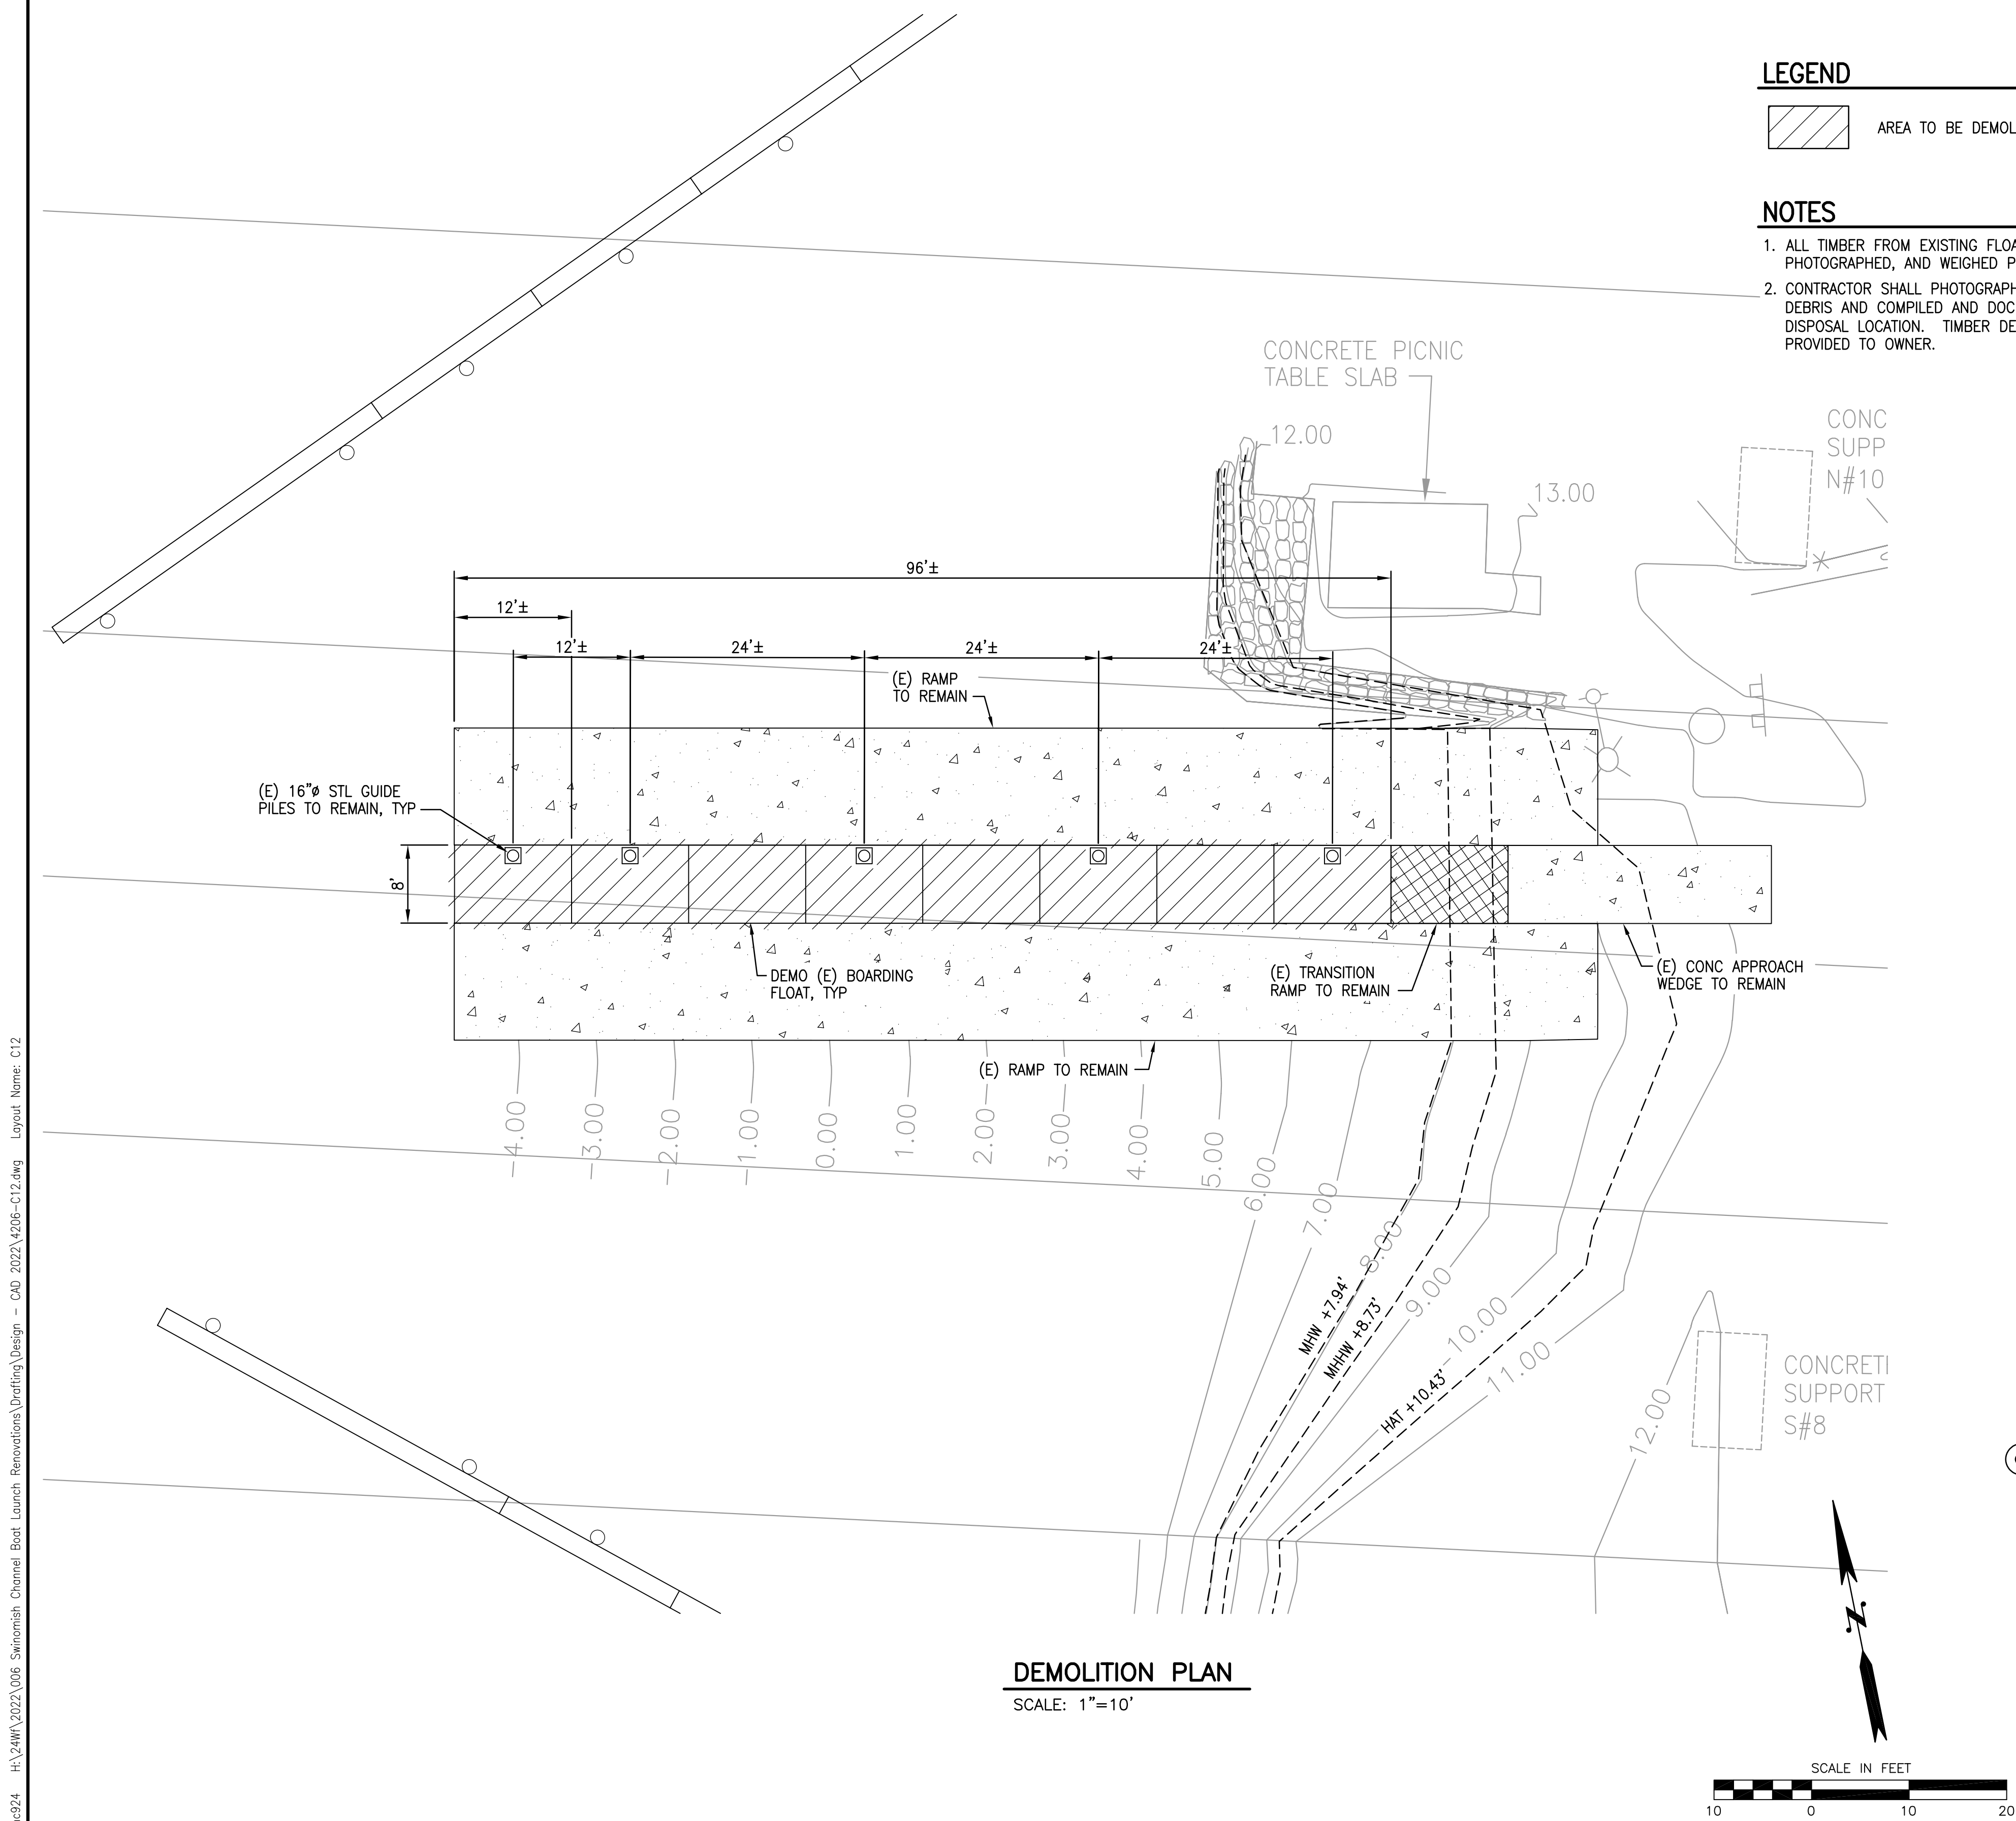 LEGEND
AREA TO BE DEMOL
NOTES
1. ALL TIMBER FROM EXISTING FLOA
PHOTOGRAPHED, AND WEIGHED P
2. CONTRACTOR SHALL PHOTOGRAPH
DEBRIS AND COMPILED AND DOC
DISPOSAL LOCATION. TIMBER DE
PROVIDED TO OWNER.
CONCRETE PICNIC
TABLE SLAB
CONC
SUPP
N#10
12.00
13.00
96'±
12'±
12'±
24'±
24'±
24'±
(E) RAMP
TO REMAIN
(E) 16"ø STL GUIDE
PILES TO REMAIN, TYP
8'
DEMO (E) BOARDING
FLOAT, TYP
(E) TRANSITION
RAMP TO REMAIN
(E) CONC APPROACH
WEDGE TO REMAIN
(E) RAMP TO REMAIN
-4.00
-3.00
-2.00
-1.00
0.00
1.00
2.00
3.00
4.00
5.00
6.00
7.00
8.00
9.00
10.00
11.00
12.00
MHW +7.94'
MHHW +8.73'
HAT +10.43'
CONCRET
SUPPORT
S#8
DEMOLITION PLAN
SCALE: 1"=10'
N
SCALE IN FEET
10 0 10 20
c924 H:\24Wf\2022\006 Swinomish Channel Boat Launch Renovations\Drafting\Design - CAD 2022\4206-C12.dwg Layout Name: C12